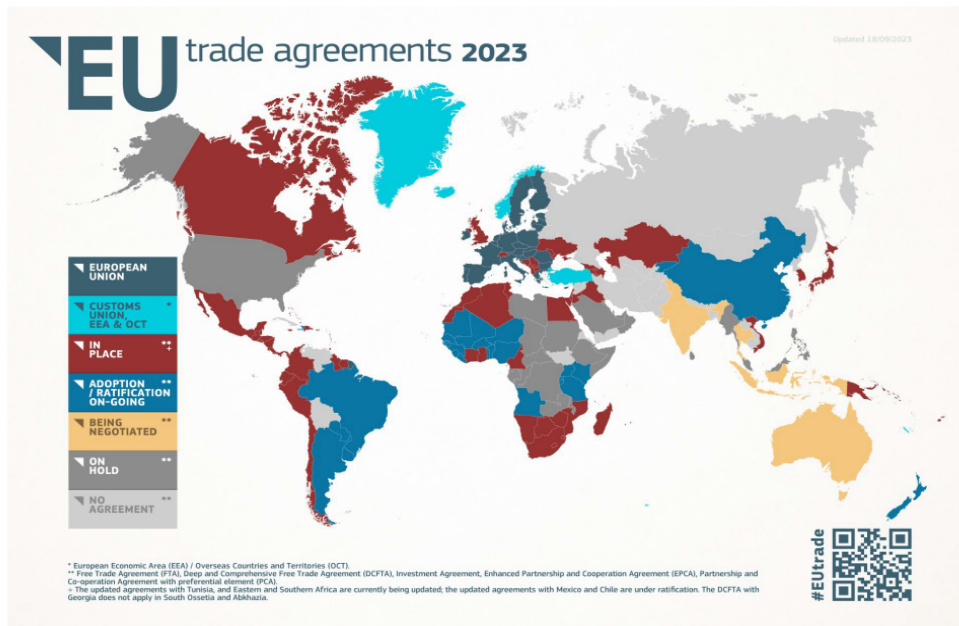 EU trade agreements 2023
Updated 18/09/2023
EUROPEAN
UNION
CUSTOMS *
UNION,
EEA & OCT
IN **
PLACE +
ADOPTION **
/ RATIFICATION
ON-GOING
BEING **
NEGOTIATED
ON **
HOLD
NO **
AGREEMENT
#EUtrade
* European Economic Area (EEA) / Overseas Countries and Territories (OCT).
** Free Trade Agreement (FTA), Deep and Comprehensive Free Trade Agreement (DCFTA), Investment Agreement, Enhanced Partnership and Cooperation Agreement (EPCA), Partnership and
Co-operation Agreement with preferential element (PCA).
+ The updated agreements with Tunisia, and Eastern and Southern Africa are currently being updated; the updated agreements with Mexico and Chile are under ratification. The DCFTA with
Georgia does not apply in South Ossetia and Abkhazia.